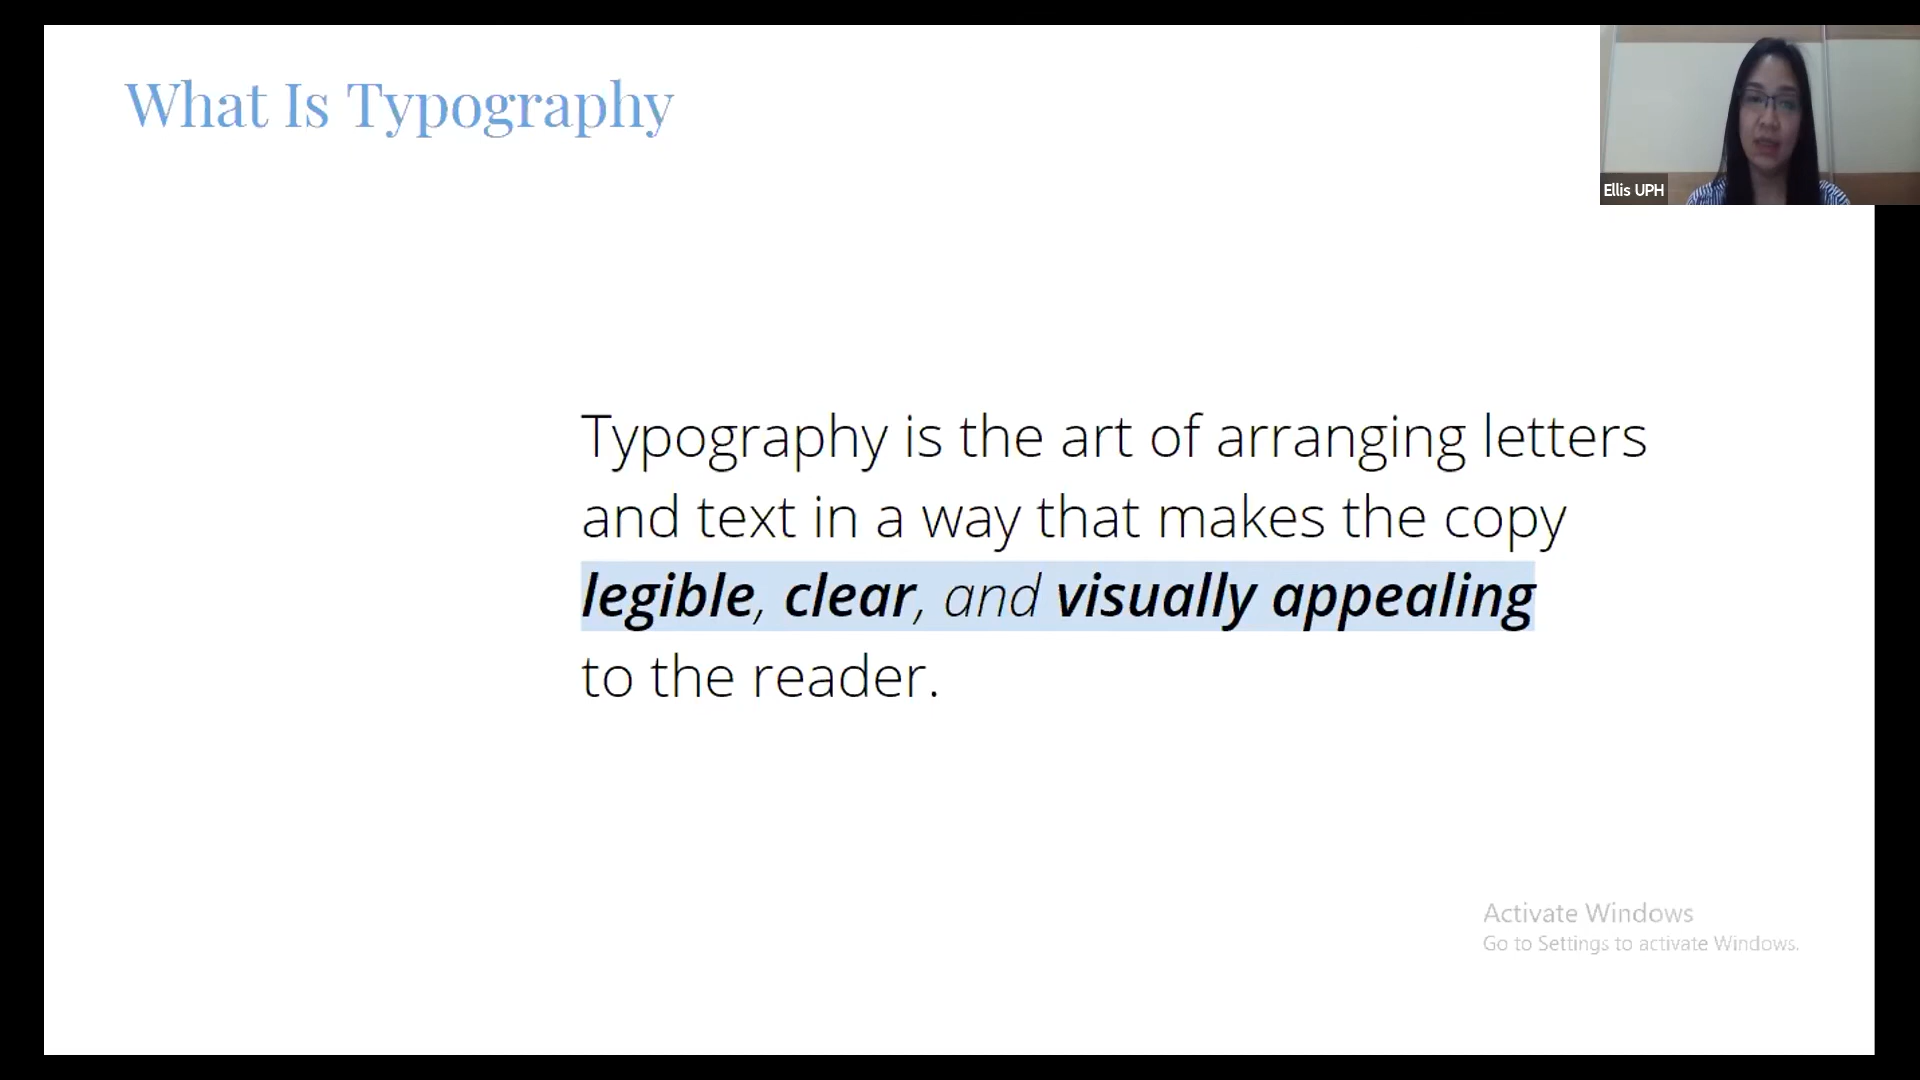 What Is Typography
Ellis UPH
Typography is the art of arranging letters
and text in a way that makes the copy
legible, clear, and visually appealing
to the reader.
Activate Windows
Go to Settings to activate Windows.